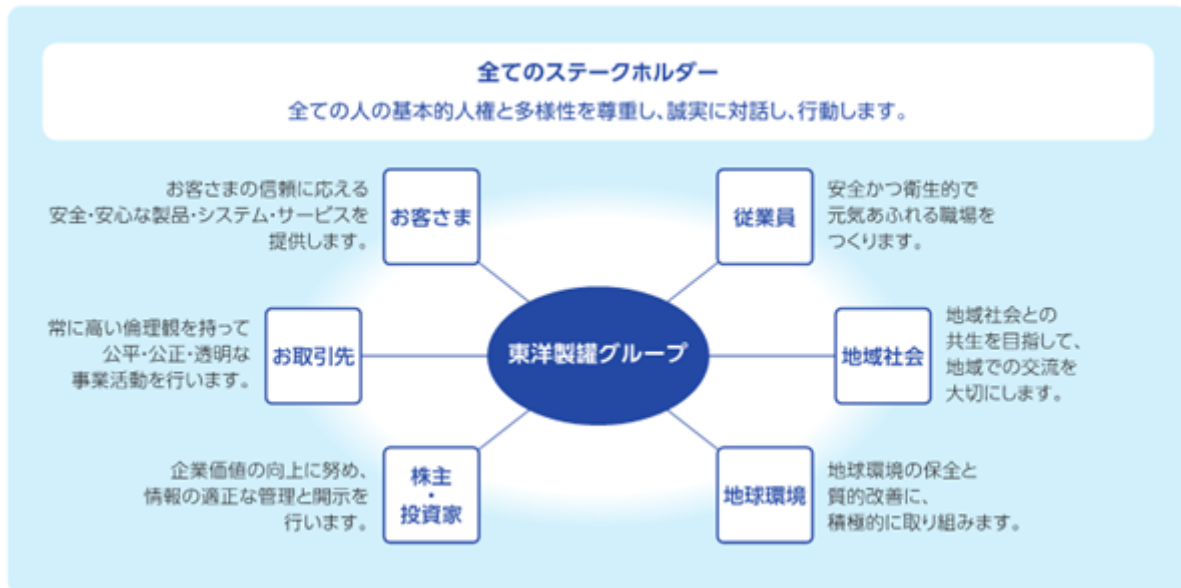 全てのステークホルダー
全ての人の基本的人権と多様性を尊重し、誠実に対話し、行動します。
お客さまの信頼に応える
安全・安心な製品・システム・サービスを
提供します。
お客さま
従業員
安全かつ衛生的で
元気あふれる職場を
つくります。
常に高い倫理観を持って
公平・公正・透明な
事業活動を行います。
お取引先
東洋製罐グループ
地域社会
地域社会との
共生を目指して、
地域での交流を
大切にします。
企業価値の向上に努め、
情報の適正な管理と開示を
行います。
株主
・
投資家
地球環境
地球環境の保全と
質的改善に、
積極的に取り組みます。